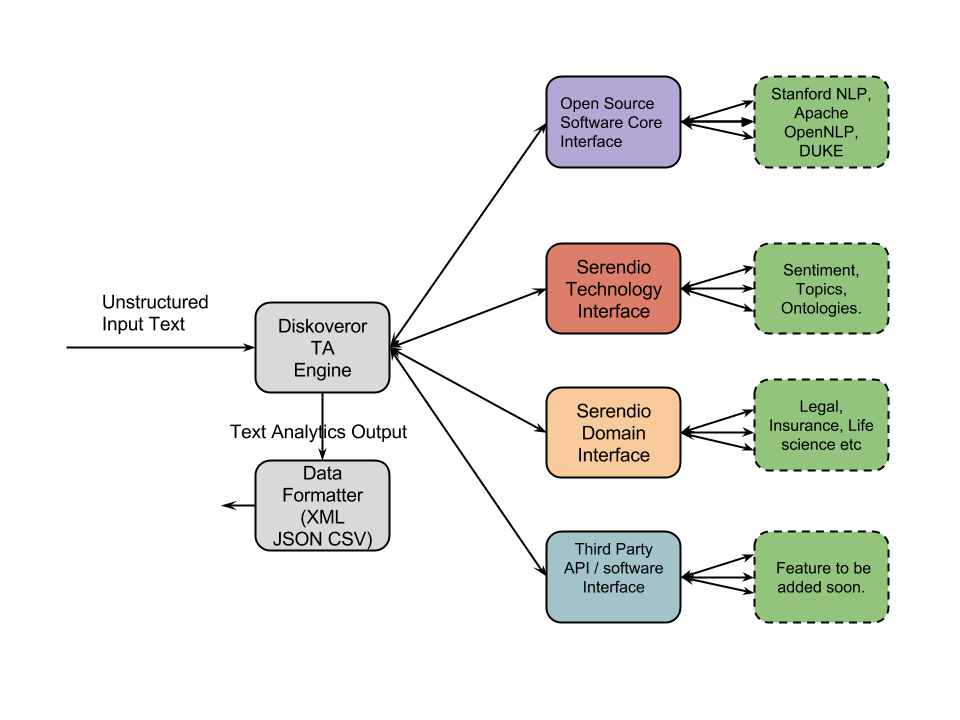 Open Source
Software Core
Interface
Stanford NLP,
Apache
OpenNLP,
DUKE
Serendio
Technology
Interface
Sentiment,
Topics,
Ontologies.
Unstructured
Input Text
Diskoveror
TA
Engine
Text Analytics Output
Data
Formatter
(XML
JSON CSV)
Serendio
Domain
Interface
Legal,
Insurance, Life
science etc
Third Party
API / software
Interface
Feature to be
added soon.